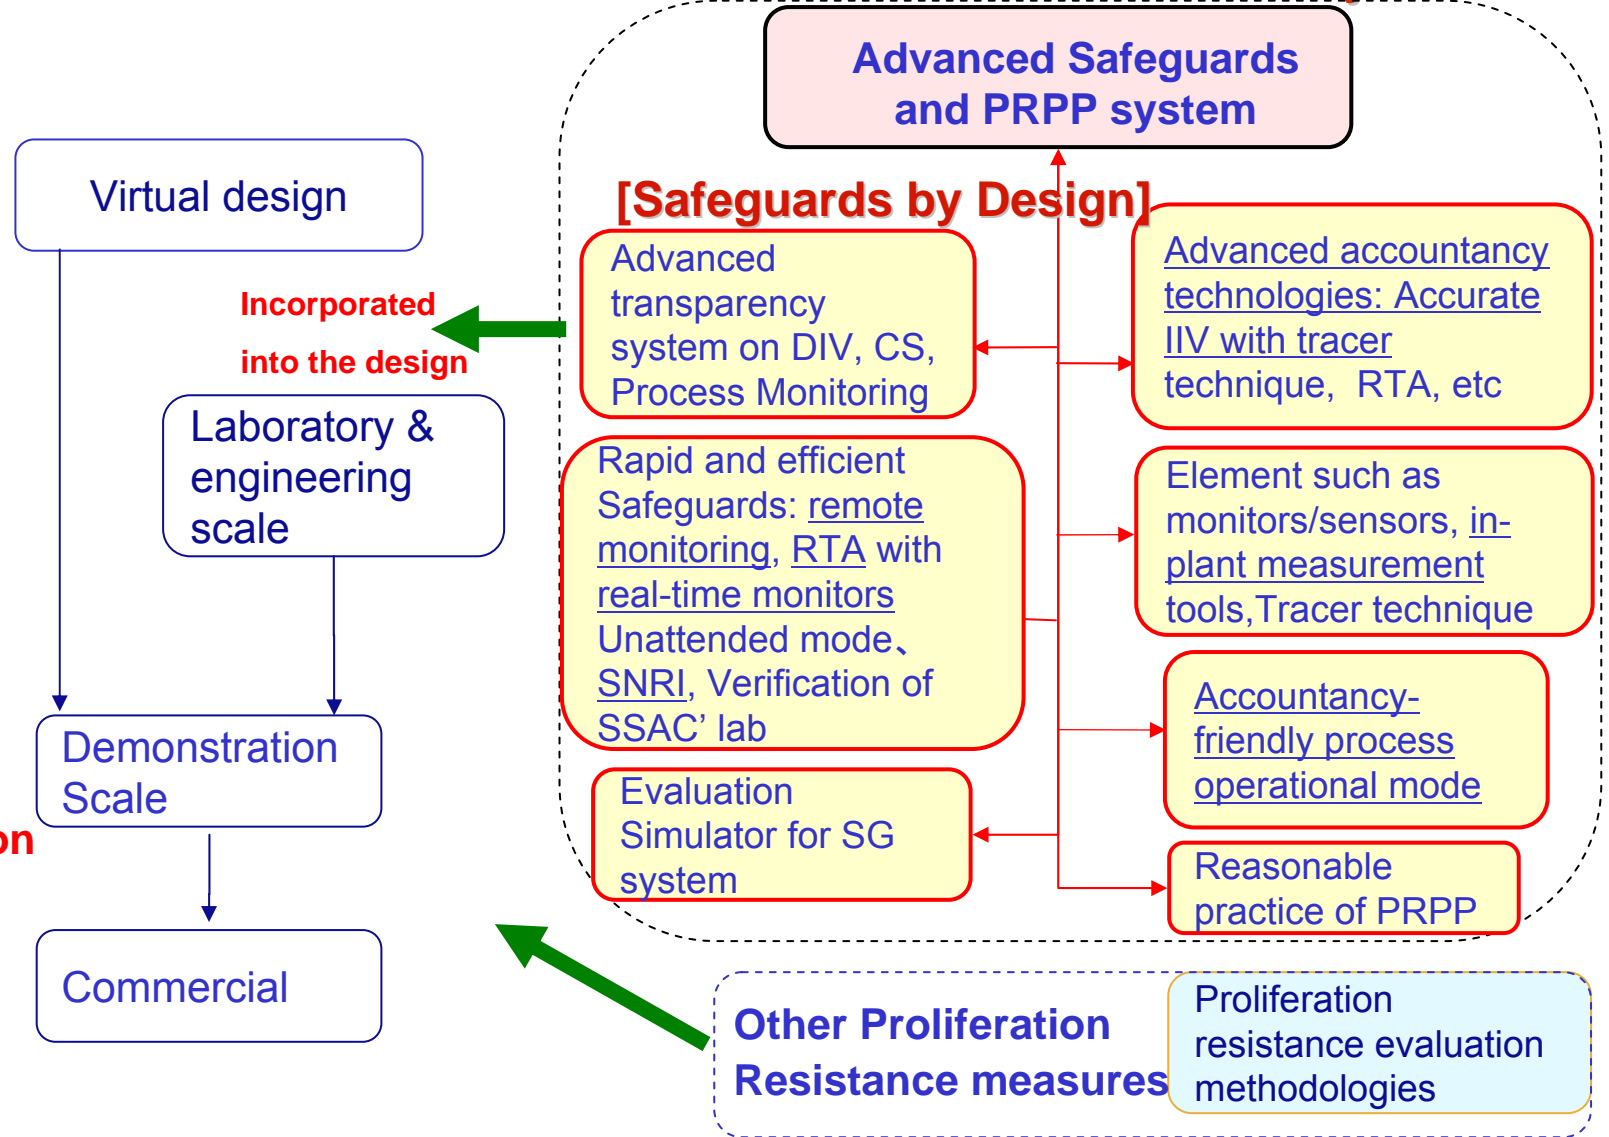 Advanced Safeguards
and PRPP system
Virtual design
[Safeguards by Design]
Incorporated
into the design
Advanced
transparency
system on DIV, CS,
Process Monitoring
Advanced accountancy
technologies: Accurate
IIV with tracer
technique, RTA, etc
Laboratory &
engineering
scale
Rapid and efficient
Safeguards: remote
monitoring, RTA with
real-time monitors
Unattended mode、
SNRI, Verification of
SSAC’ lab
Element such as
monitors/sensors, in-
plant measurement
tools,Tracer technique
Accountancy-
friendly process
operational mode
Demonstration
Scale
on
Evaluation
Simulator for SG
system
Reasonable
practice of PRPP
Commercial
Other Proliferation
Resistance measures
Proliferation
resistance evaluation
methodologies